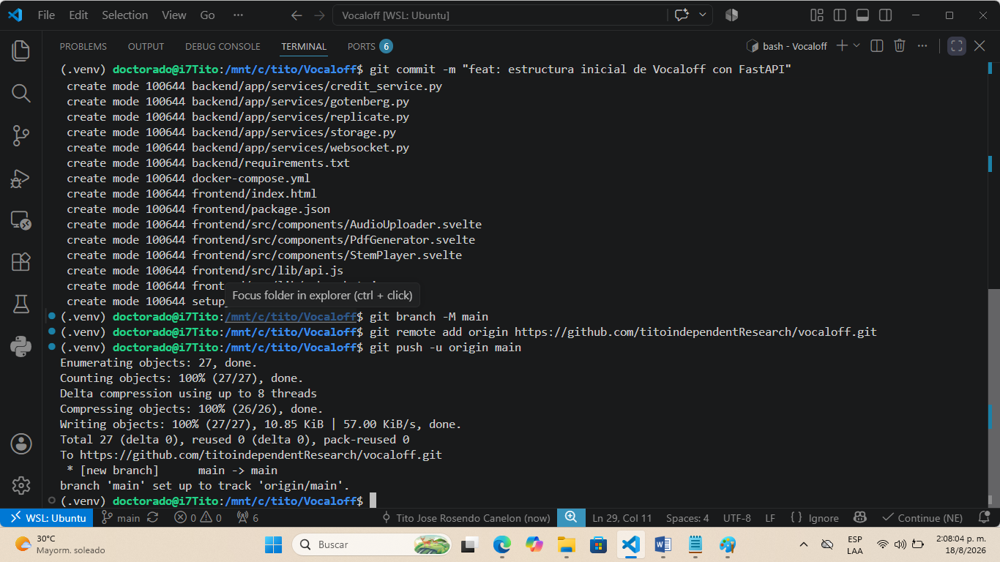 File Edit Selection View Go ··· Vocaloff [WSL: Ubuntu]
PROBLEMS OUTPUT DEBUG CONSOLE TERMINAL PORTS 6 bash - Vocaloff
(.venv) doctorado@i7Tito:/mnt/c/tito/Vocaloff$ git commit -m "feat: estructura inicial de Vocaloff con FastAPI"
create mode 100644 backend/app/services/credit_service.py
create mode 100644 backend/app/services/gotenberg.py
create mode 100644 backend/app/services/replicate.py
create mode 100644 backend/app/services/storage.py
create mode 100644 backend/app/services/websocket.py
create mode 100644 backend/requirements.txt
create mode 100644 docker-compose.yml
create mode 100644 frontend/index.html
create mode 100644 frontend/package.json
create mode 100644 frontend/src/components/AudioUploader.svelte
create mode 100644 frontend/src/components/PdfGenerator.svelte
create mode 100644 frontend/src/components/StemPlayer.svelte
create mode 100644 frontend/src/lib/api.js
create mode 100644 front
create mode 100644 setup
Focus folder in explorer (ctrl + click)
(.venv) doctorado@i7Tito:/mnt/c/tito/Vocaloff$ git branch -M main
(.venv) doctorado@i7Tito:/mnt/c/tito/Vocaloff$ git remote add origin https://github.com/titoindependentResearch/vocaloff.git
(.venv) doctorado@i7Tito:/mnt/c/tito/Vocaloff$ git push -u origin main
Enumerating objects: 27, done.
Counting objects: 100% (27/27), done.
Delta compression using up to 8 threads
Compressing objects: 100% (26/26), done.
Writing objects: 100% (27/27), 10.85 KiB | 57.00 KiB/s, done.
Total 27 (delta 0), reused 0 (delta 0), pack-reused 0
To https://github.com/titoindependentResearch/vocaloff.git
* [new branch] main -> main
branch 'main' set up to track 'origin/main'.
(.venv) doctorado@i7Tito:/mnt/c/tito/Vocaloff$
WSL: Ubuntu main 0 0 6 Tito Jose Rosendo Canelon (now) Ln 29, Col 11 Spaces: 4 UTF-8 LF {} Ignore Continue (NE)
30°C
Mayorm. soleado
Buscar
ESP
LAA
2:08:04 p. m.
18/8/2026